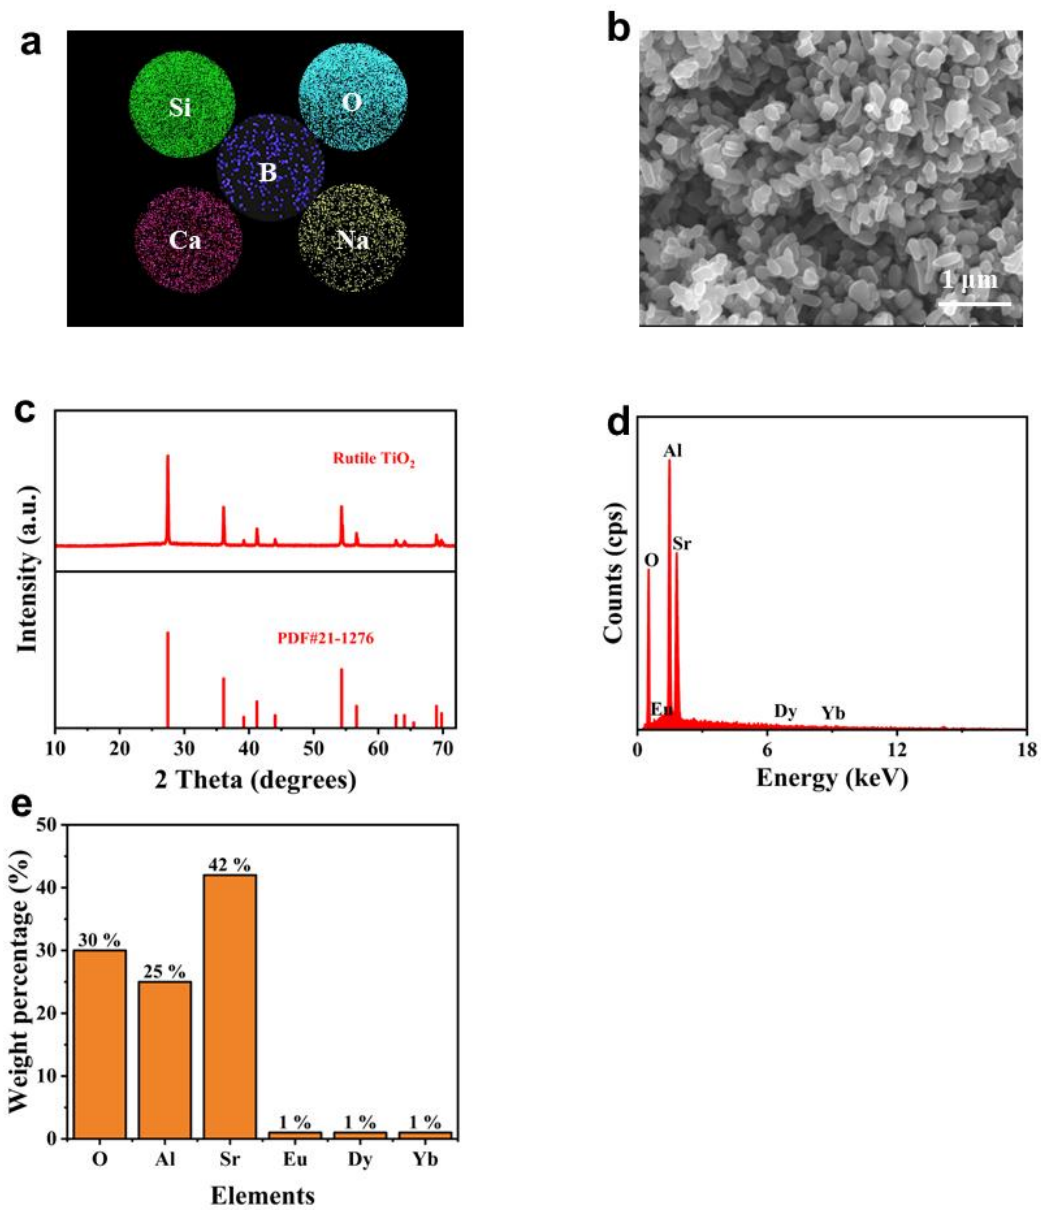 a
Si
O
B
Ca
Na
b
1 μm
c
Rutile TiO₂
PDF#21-1276
Intensity (a.u.)
10 20 30 40 50 60 70
2 Theta (degrees)
d
Al
Sr
O
Eu
Dy
Yb
Counts (cps)
0 6 12 18
Energy (keV)
e
50
40
30
20
10
0
Weight percentage (%)
30 %
25 %
42 %
1 %
1 %
1 %
O Al Sr Eu Dy Yb
Elements